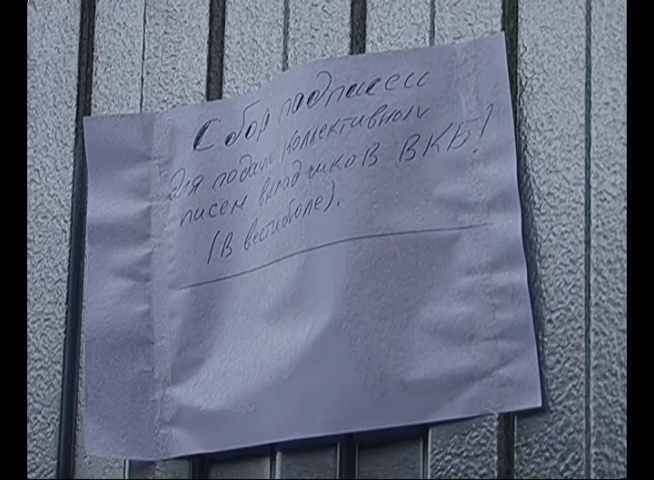 Сбор подписей
Для подачи коллективных
писем вкладчиков ВКБ!
(В вестибюле).